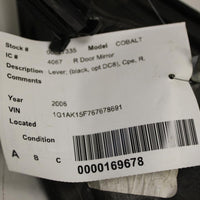 Stock # Model COBALT
IC # 4067 R Door Mirror
Description Lever, (black, opt DC8), Cpe, R,
Comments
Year 2006
VIN 1G1AK15F767678691
Located
Condition
A B C
0000169678